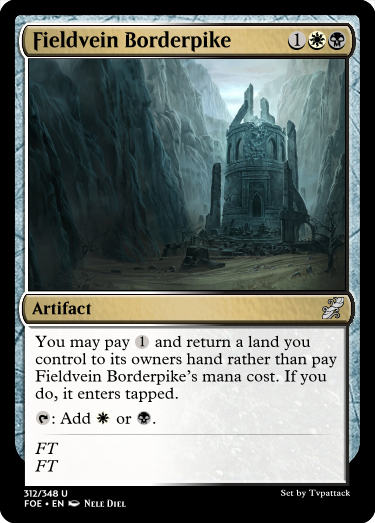 Fieldvein Borderpike 1
Artifact
You may pay 1 and return a land you
control to its owners hand rather than pay
Fieldvein Borderpike's mana cost. If you
do, it enters tapped.
: Add or .
FT
FT
312/348 U
FOE • EN Nele Diel
Set by Tvpattack